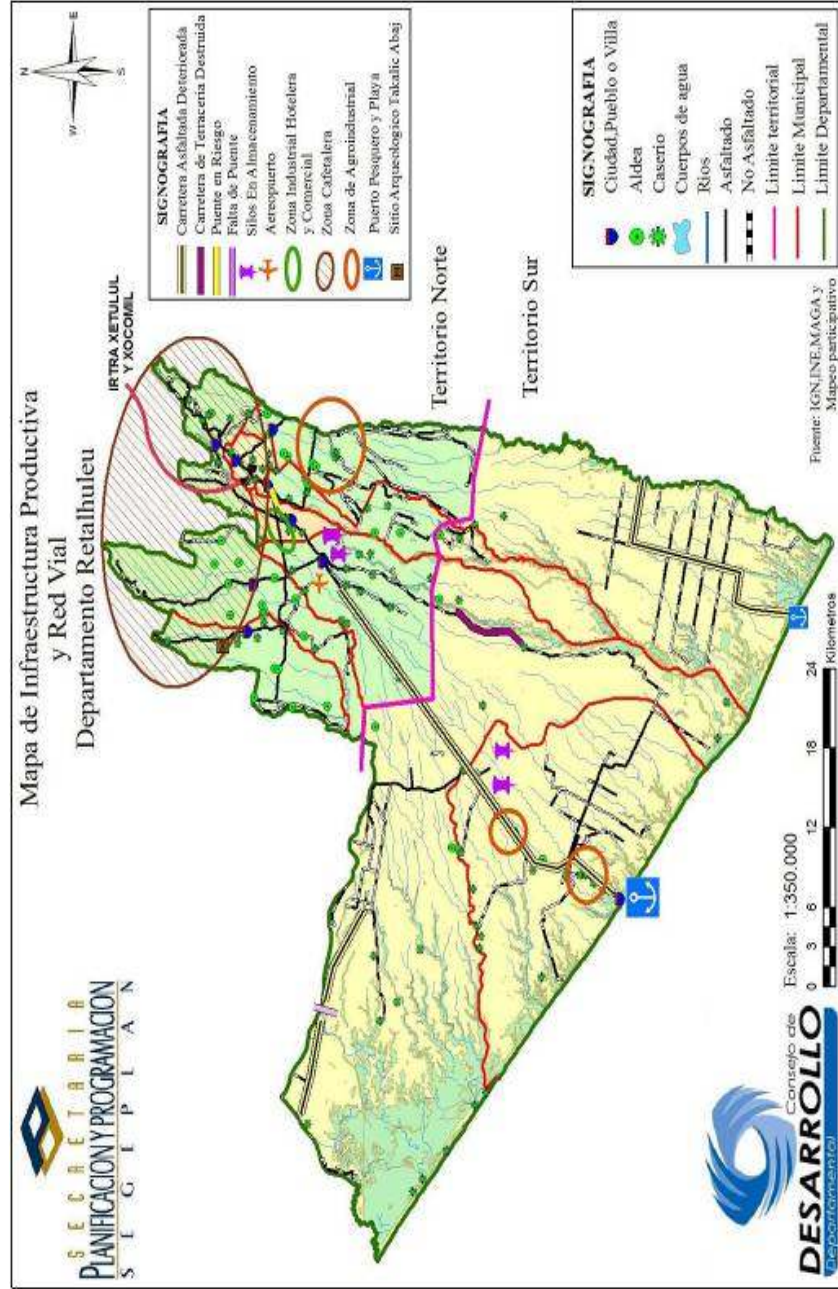 SECRETARIA
PLANIFICACION Y PROGRAMACION
SEGEPLAN
Mapa de Infraestructura Productiva
y Red Vial
Departamento Retalhuleu
N
W
E
S
IRTRA XETULUL
Y XOCOMIL
SIGNOGRAFIA
Carretera Asfaltada Deteriorada
Carretera de Terraceria Destruida
Puente en Riesgo
Falta de Puente
Silos En Almacenamiento
Aereopuerto
Zona Industrial Hotelera
y Comercial
Zona Cafetalera
Zona de Agroindustrial
Puerto Pesquero y Playa
Sitio Arqueologico Takalic Abaj
Territorio Norte
Territorio Sur
SIGNOGRAFIA
Ciudad,Pueblo o Villa
Aldea
Caserio
Cuerpos de agua
Rios
Asfaltado
No Asfaltado
Limite territorial
Limite Municipal
Limite Departamental
Fuente: IGN,INE,MAGA y
Mapeo participativo
Consejo de
DESARROLLO
Departamental
Escala: 1:350.000
0 3 6 12 18 24
Kilometros